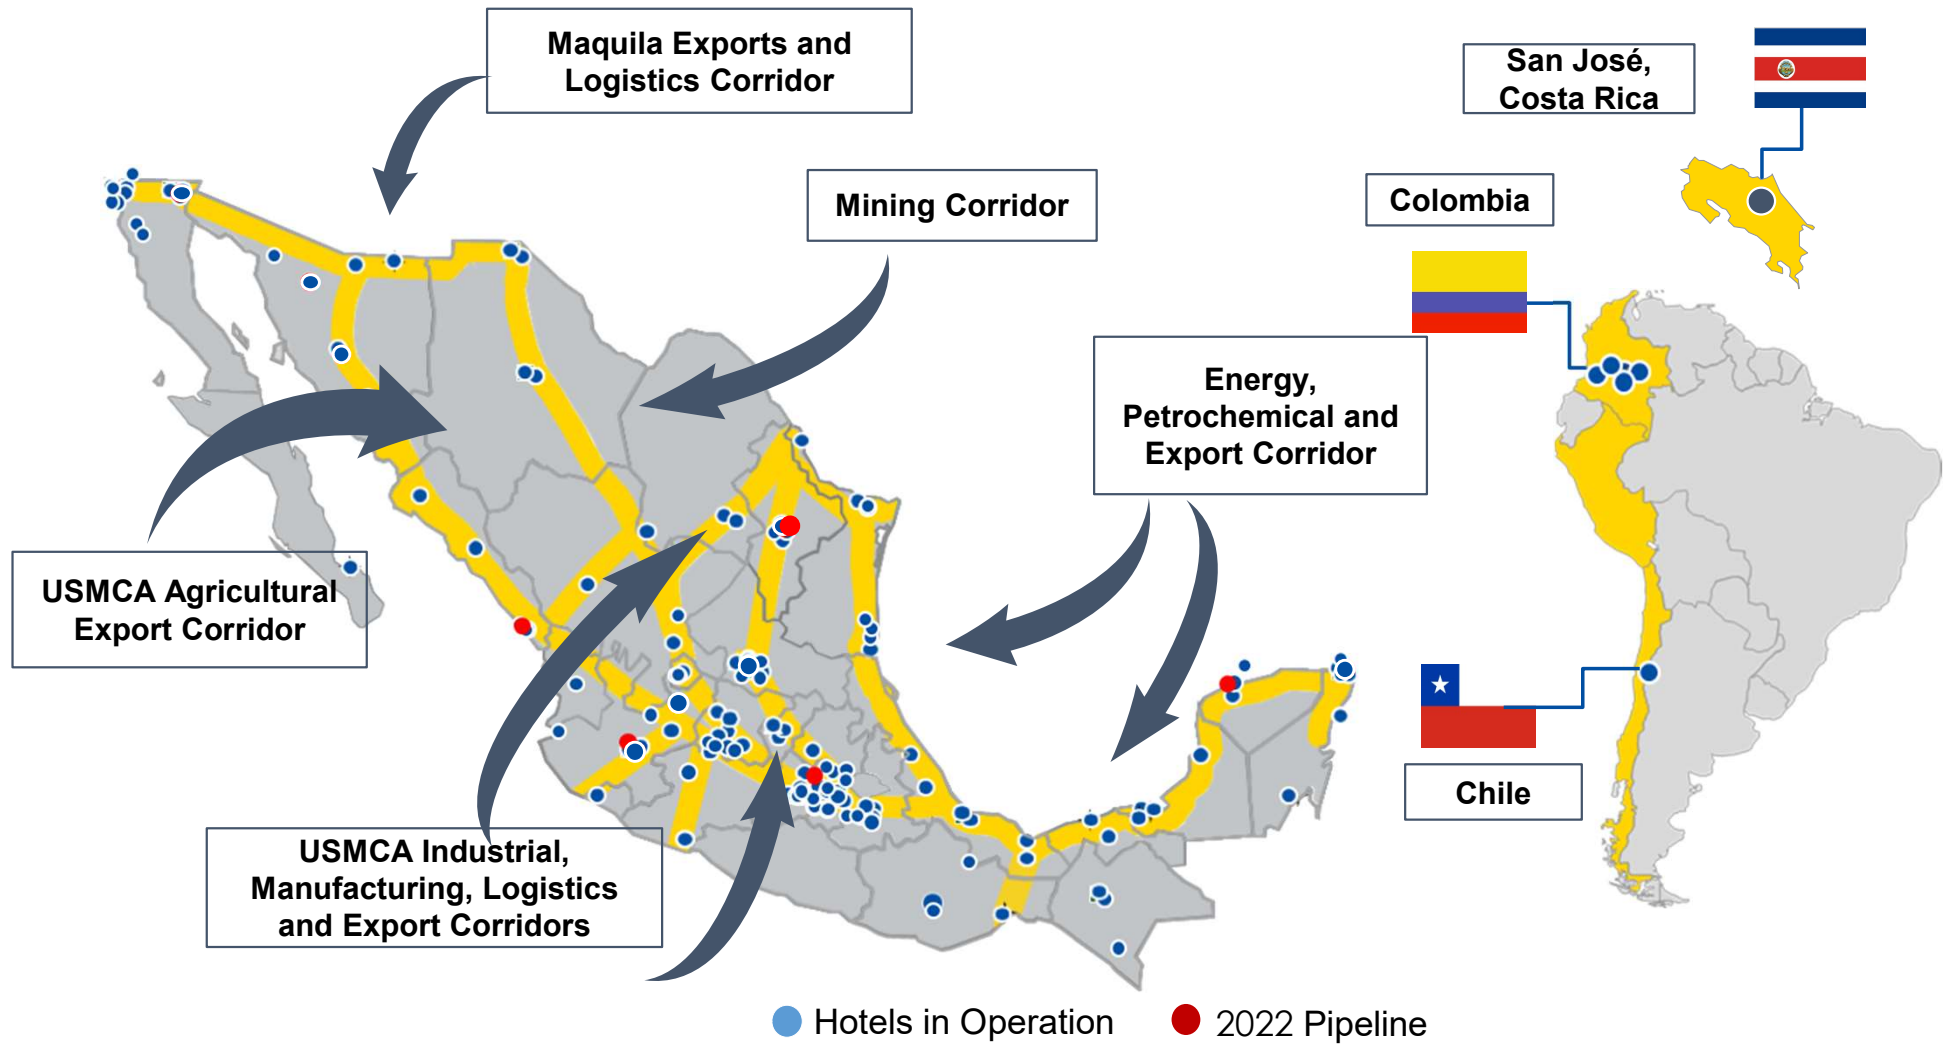 Maquila Exports and
Logistics Corridor
San José,
Costa Rica
Mining Corridor
Colombia
Energy,
Petrochemical and
Export Corridor
USMCA Agricultural
Export Corridor
Chile
USMCA Industrial,
Manufacturing, Logistics
and Export Corridors
Hotels in Operation
2022 Pipeline